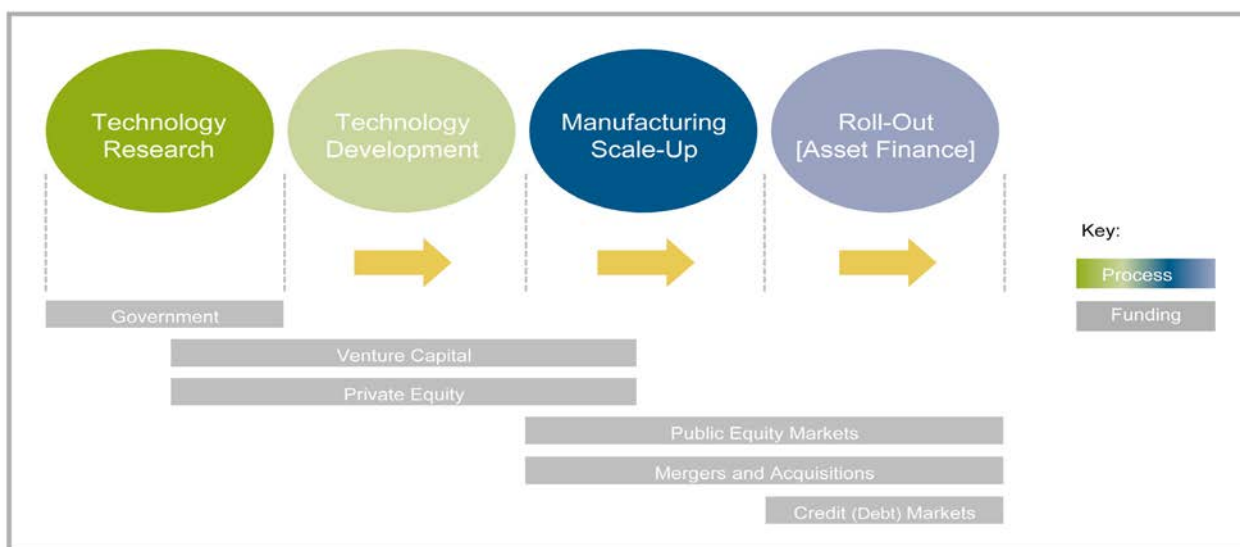 Technology
Research
Technology
Development
Manufacturing
Scale-Up
Roll-Out
[Asset Finance]
Key:
Process
Funding
Government
Venture Capital
Private Equity
Public Equity Markets
Mergers and Acquisitions
Credit (Debt) Markets